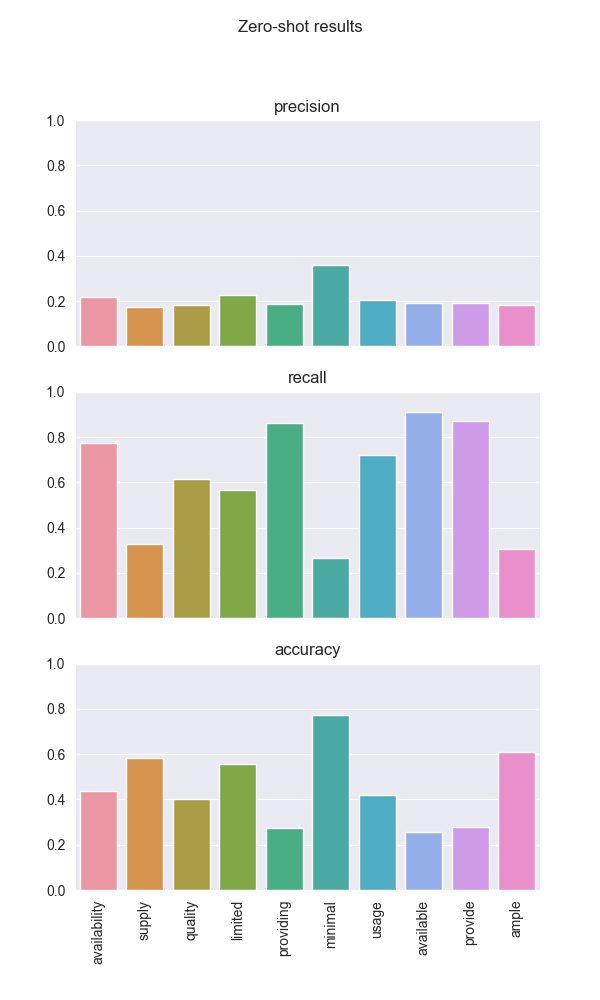 Zero-shot results
precision
1.0
0.8
0.6
0.4
0.2
0.0
recall
1.0
0.8
0.6
0.4
0.2
0.0
accuracy
1.0
0.8
0.6
0.4
0.2
0.0
availability
supply
quality
limited
providing
minimal
usage
available
provide
ample